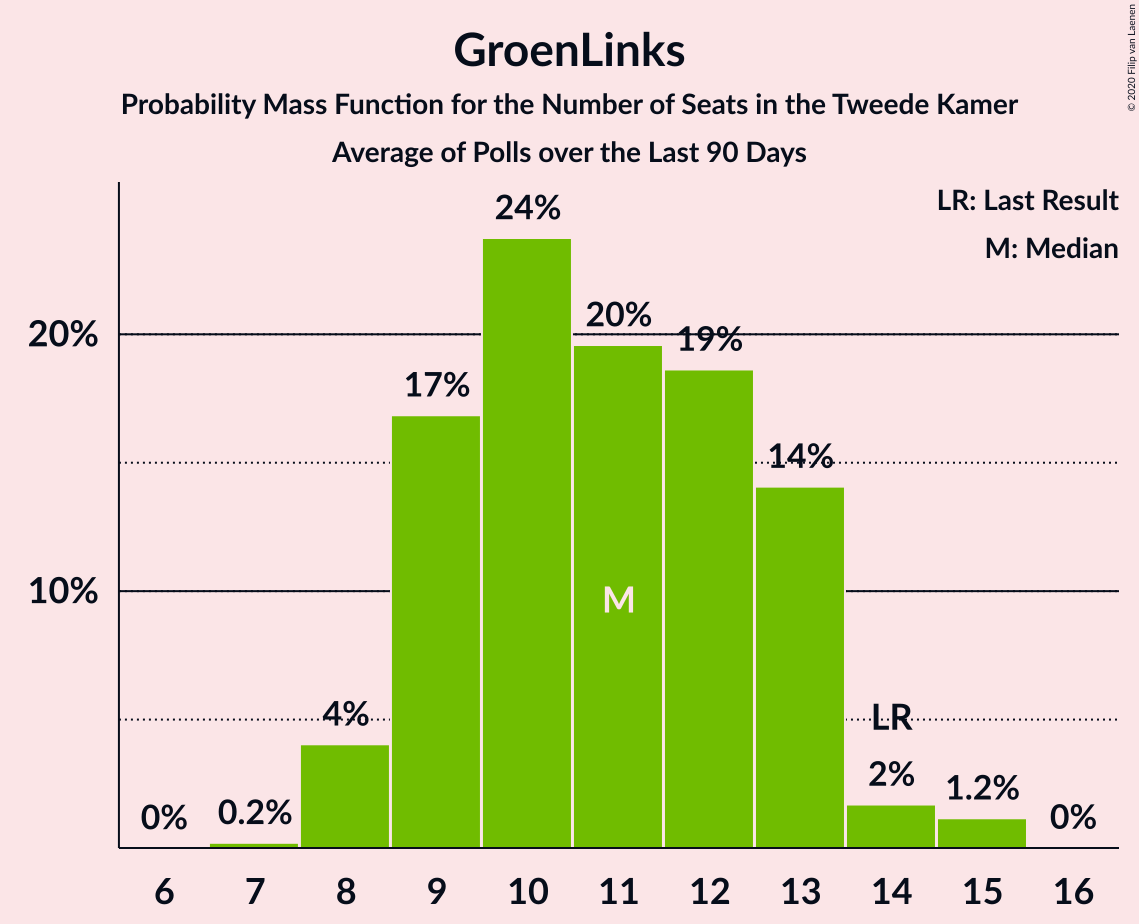 GroenLinks
Probability Mass Function for the Number of Seats in the Tweede Kamer
Average of Polls over the Last 90 Days
© 2020 Filip van Laenen
LR: Last Result
M: Median
24%
20%
20%
19%
17%
14%
10%
M
4%
LR
2%
1.2%
0%
0.2%
0%
6 7 8 9 10 11 12 13 14 15 16